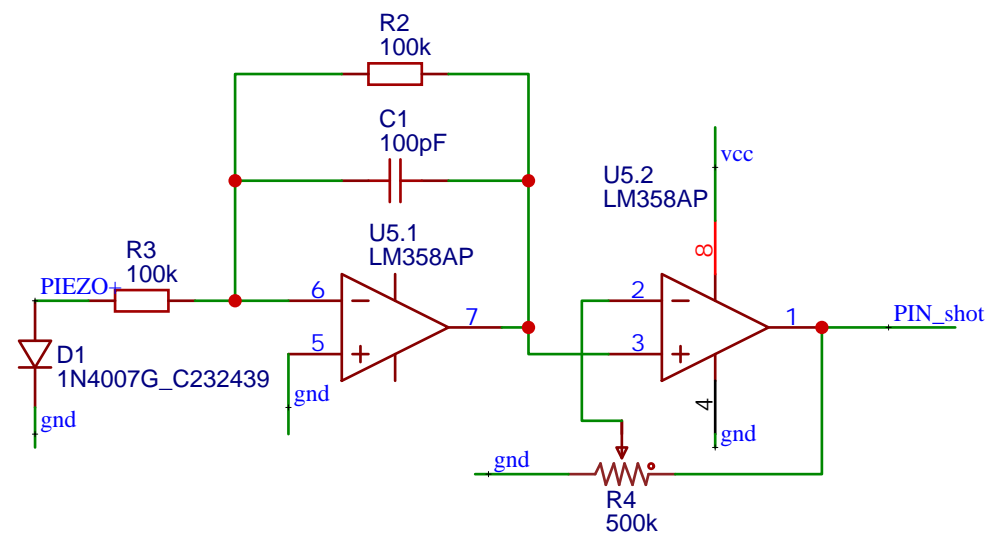 R2
100k
C1
100pF
vcc
U5.2
LM358AP
U5.1
LM358AP
8
R3
100k
PIEZO+
6
7
5
2
3
1
PIN_shot
D1
1N4007G_C232439
gnd
gnd
4
gnd
gnd
R4
500k